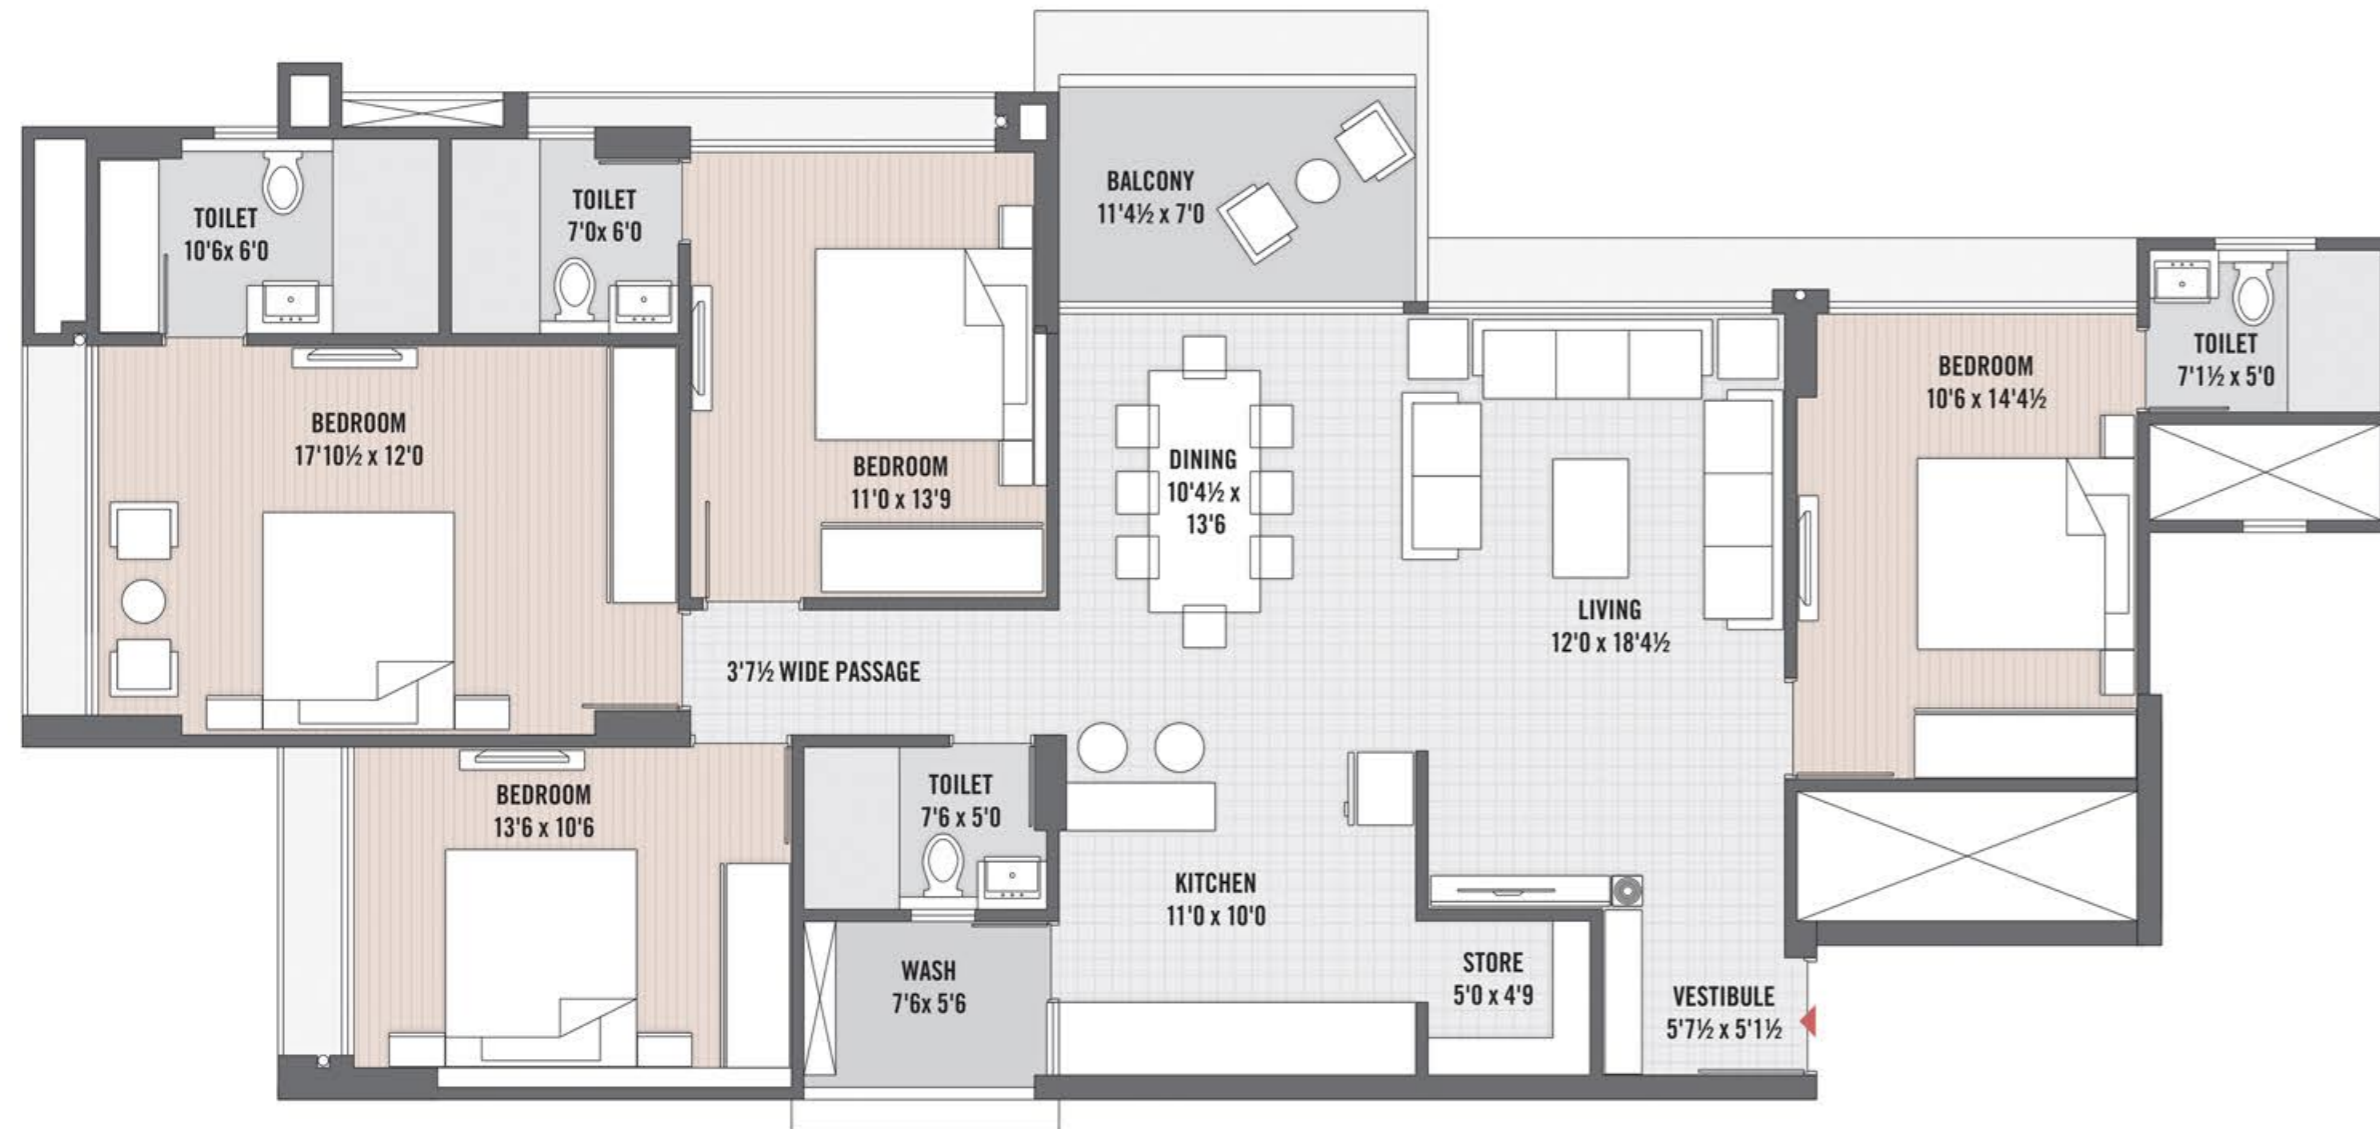 TOILET
10'6x 6'0
TOILET
7'0x 6'0
BALCONY
11'4½ x 7'0
BEDROOM
17'10½ x 12'0
BEDROOM
11'0 x 13'9
DINING
10'4½ x
13'6
LIVING
12'0 x 18'4½
BEDROOM
10'6 x 14'4½
TOILET
7'1½ x 5'0
3'7½ WIDE PASSAGE
BEDROOM
13'6 x 10'6
TOILET
7'6 x 5'0
KITCHEN
11'0 x 10'0
WASH
7'6x 5'6
STORE
5'0 x 4'9
VESTIBULE
5'7½ x 5'1½